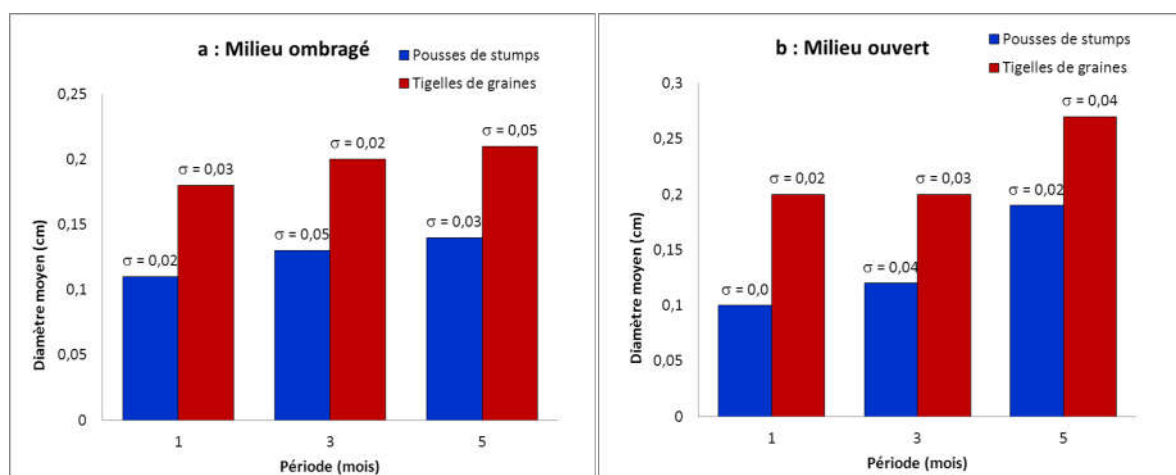 a : Milieu ombragé
Pousses de stumps
Tigelles de graines
0,25
0,2
0,15
0,1
0,05
0
Diamètre moyen (cm)
σ = 0,02
σ = 0,03
σ = 0,05
σ = 0,02
σ = 0,03
σ = 0,05
1 3 5
Période (mois)
b : Milieu ouvert
Pousses de stumps
Tigelles de graines
0,3
0,25
0,2
0,15
0,1
0,05
0
Diamètre moyen (cm)
σ = 0,0
σ = 0,02
σ = 0,04
σ = 0,03
σ = 0,02
σ = 0,04
1 3 5
Période (mois)